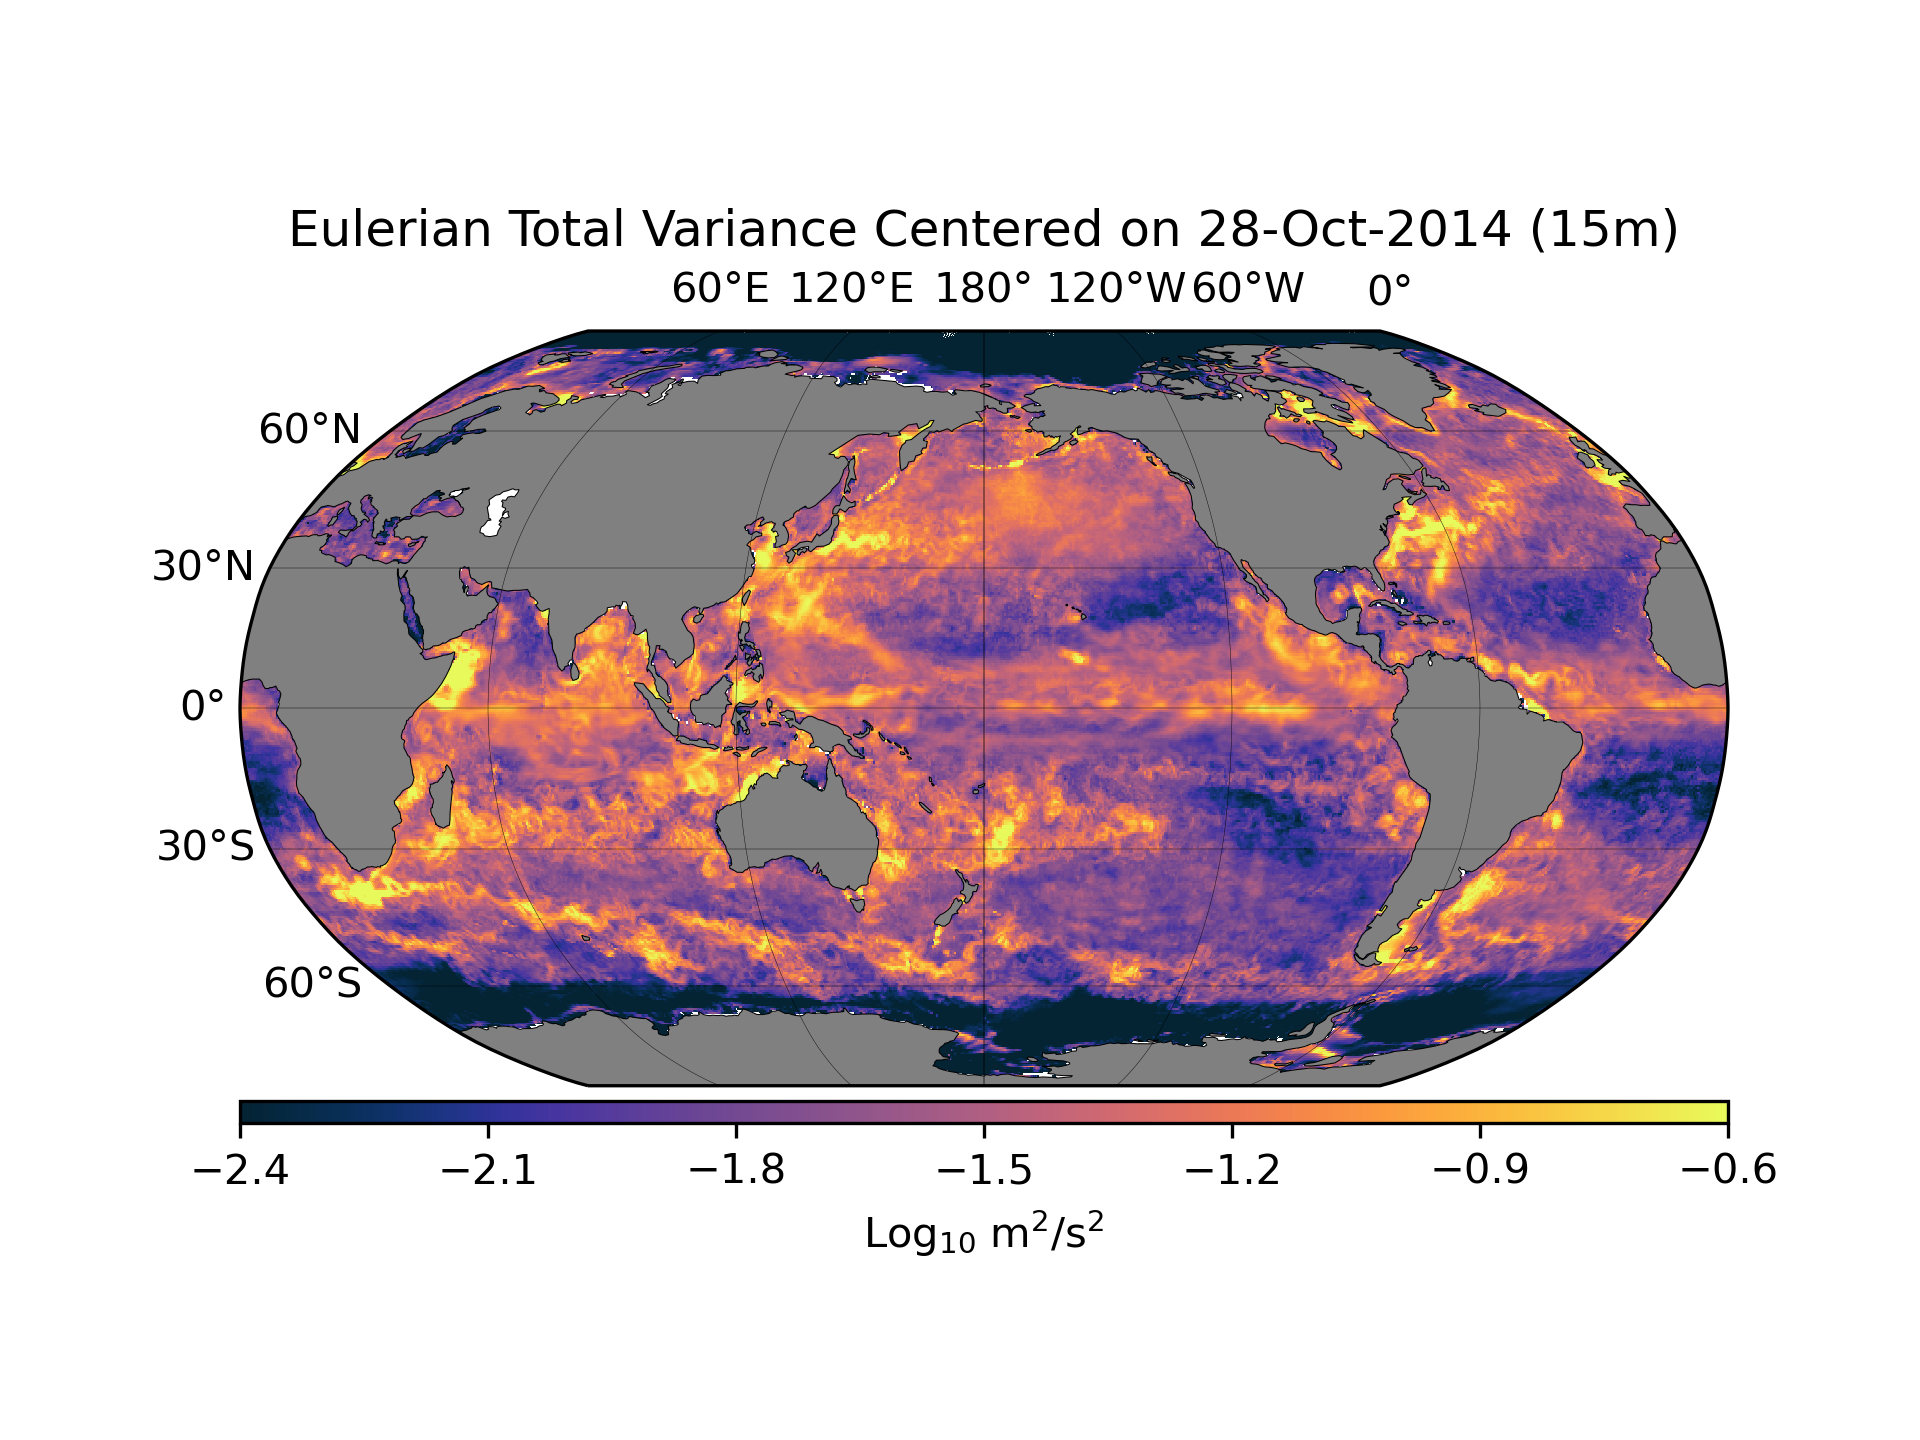 Eulerian Total Variance Centered on 28-Oct-2014 (15m)
60°E 120°E 180° 120°W 60°W 0°
60°N
30°N
0°
30°S
60°S
−2.4 −2.1 −1.8 −1.5 −1.2 −0.9 −0.6
Log₁₀ m²/s²